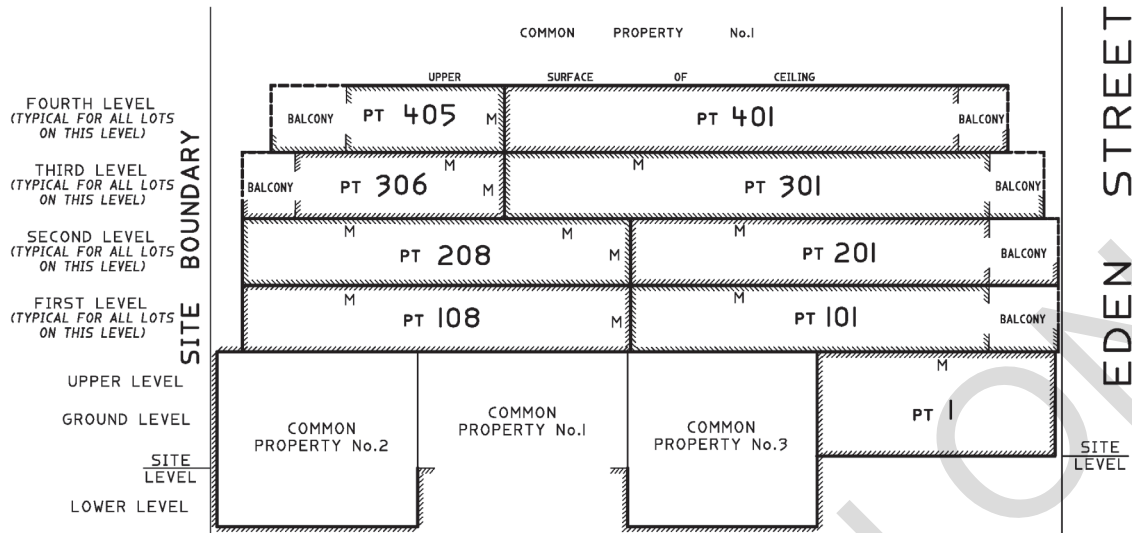 COMMON PROPERTY No.1
UPPER SURFACE OF CEILING
FOURTH LEVEL
(TYPICAL FOR ALL LOTS
ON THIS LEVEL)
BALCONY PT 405 M PT 401 BALCONY
THIRD LEVEL
(TYPICAL FOR ALL LOTS
ON THIS LEVEL)
M M
BALCONY PT 306 M PT 301 BALCONY
SECOND LEVEL
(TYPICAL FOR ALL LOTS
ON THIS LEVEL)
M M M
PT 208 M PT 201 BALCONY
FIRST LEVEL
(TYPICAL FOR ALL LOTS
ON THIS LEVEL)
M M
PT 108 M PT 101 BALCONY
SITE BOUNDARY
EDEN STREET
UPPER LEVEL
M
GROUND LEVEL
PT 1
COMMON
PROPERTY No.2
COMMON
PROPERTY No.1
COMMON
PROPERTY No.3
SITE
LEVEL
SITE
LEVEL
LOWER LEVEL